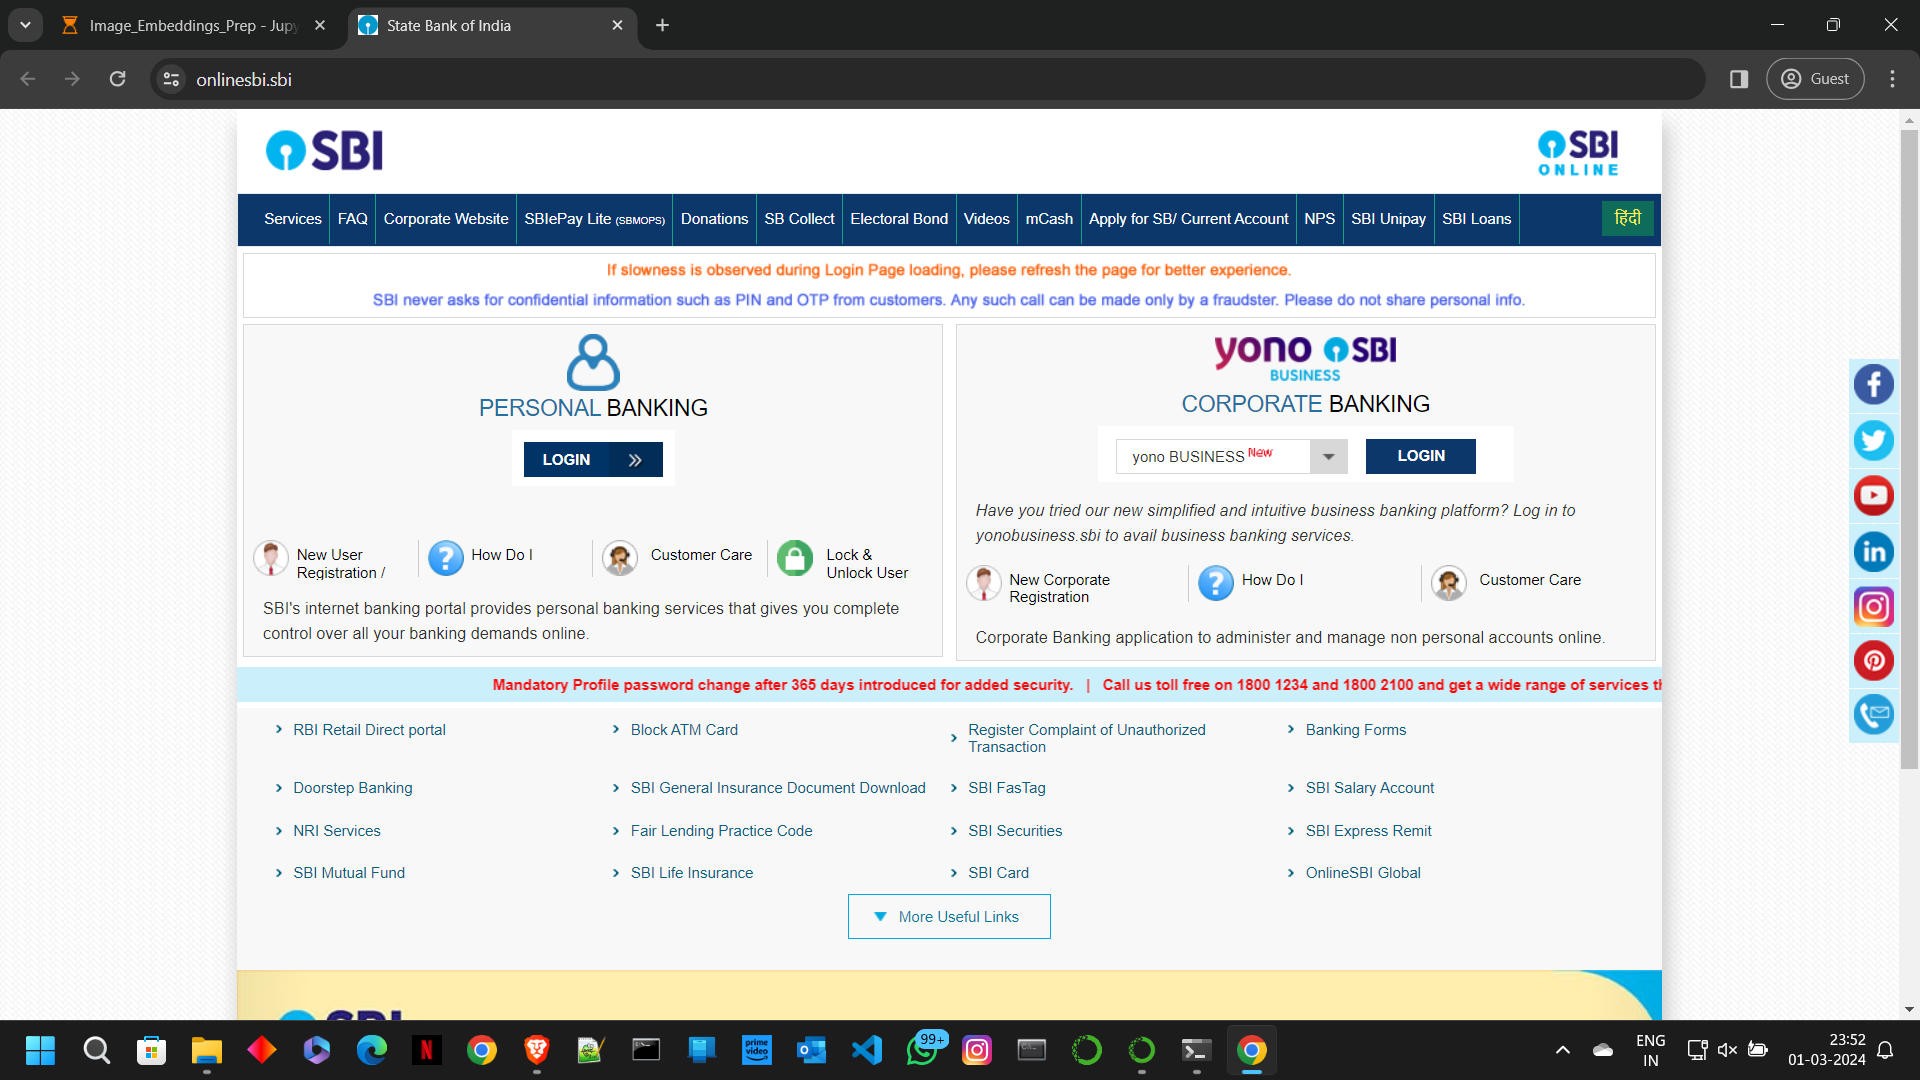 Image_Embeddings_Prep - Jupy
State Bank of India
onlinesbi.sbi
Guest
SBI
SBI
ONLINE
Services FAQ Corporate Website SBIePay Lite (SBMOPS) Donations SB Collect Electoral Bond Videos mCash Apply for SB/ Current Account NPS SBI Unipay SBI Loans हिंदी
If slowness is observed during Login Page loading, please refresh the page for better experience.
SBI never asks for confidential information such as PIN and OTP from customers. Any such call can be made only by a fraudster. Please do not share personal info.
PERSONAL BANKING
LOGIN
New User
Registration /
How Do I
Customer Care
Lock &
Unlock User
SBI's internet banking portal provides personal banking services that gives you complete
control over all your banking demands online.
yono SBI
BUSINESS
CORPORATE BANKING
yono BUSINESS New
LOGIN
Have you tried our new simplified and intuitive business banking platform? Log in to
yonobusiness.sbi to avail business banking services.
New Corporate
Registration
How Do I
Customer Care
Corporate Banking application to administer and manage non personal accounts online.
Mandatory Profile password change after 365 days introduced for added security. | Call us toll free on 1800 1234 and 1800 2100 and get a wide range of services th
RBI Retail Direct portal
Block ATM Card
Register Complaint of Unauthorized
Transaction
Banking Forms
Doorstep Banking
SBI General Insurance Document Download
SBI FasTag
SBI Salary Account
NRI Services
Fair Lending Practice Code
SBI Securities
SBI Express Remit
SBI Mutual Fund
SBI Life Insurance
SBI Card
OnlineSBI Global
More Useful Links
SBI
prime
video
99+
ENG
IN
23:52
01-03-2024